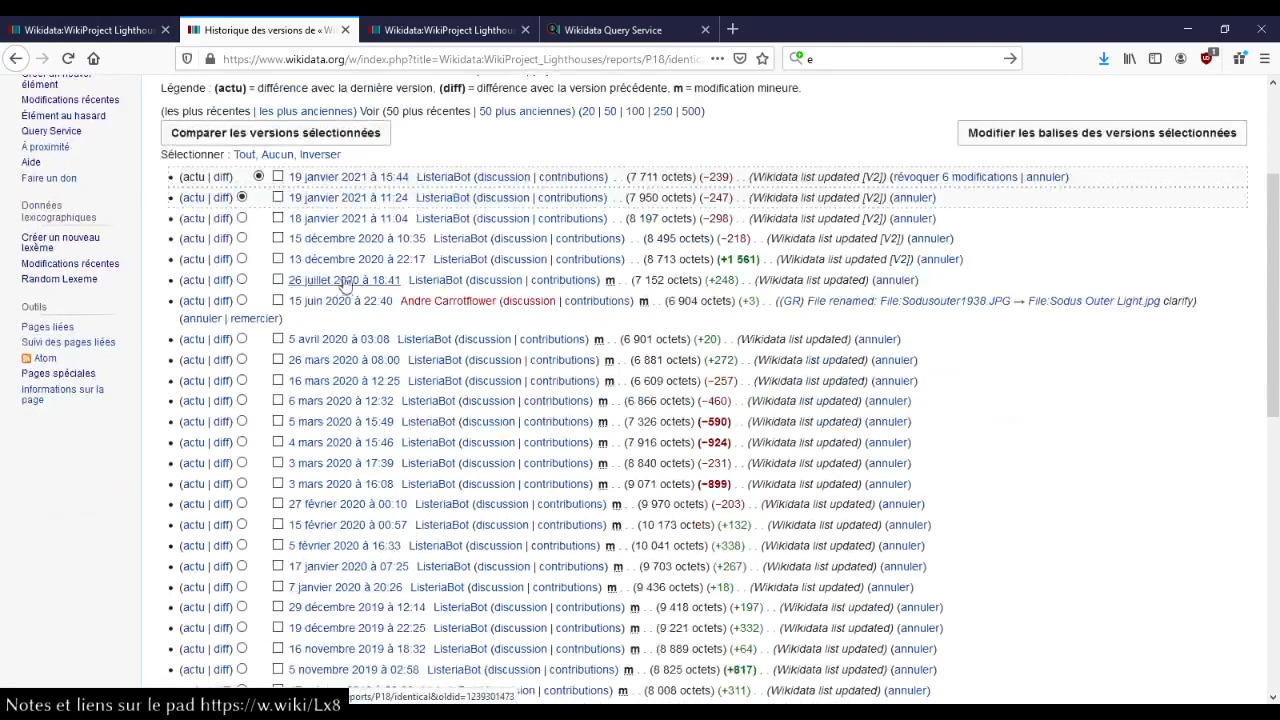 Wikidata:WikiProject Lighthous
Historique des versions de « Wi
Wikidata:WikiProject Lighthous
Wikidata Query Service
https://www.wikidata.org/w/index.php?title=Wikidata:WikiProject_Lighthouses/reports/P18/identic
e
Créer un nouvel
élément
Modifications récentes
Élément au hasard
Query Service
À proximité
Aide
Faire un don
Données
lexicographiques
Créer un nouveau
lexème
Modifications récentes
Random Lexeme
Outils
Pages liées
Suivi des pages liées
Atom
Pages spéciales
Informations sur la
page
Légende : (actu) = différence avec la dernière version, (diff) = différence avec la version précédente, m = modification mineure.
(les plus récentes | les plus anciennes) Voir (50 plus récentes | 50 plus anciennes) (20 | 50 | 100 | 250 | 500)
Comparer les versions sélectionnées
Modifier les balises des versions sélectionnées
Sélectionner : Tout, Aucun, Inverser
(actu | diff) 19 janvier 2021 à 15:44 ListeriaBot (discussion | contributions) . . (7 711 octets) (−239) . . (Wikidata list updated [V2]) (révoquer 6 modifications | annuler)
(actu | diff) 19 janvier 2021 à 11:24 ListeriaBot (discussion | contributions) . . (7 950 octets) (−247) . . (Wikidata list updated [V2]) (annuler)
(actu | diff) 18 janvier 2021 à 11:04 ListeriaBot (discussion | contributions) . . (8 197 octets) (−298) . . (Wikidata list updated [V2]) (annuler)
(actu | diff) 15 décembre 2020 à 10:35 ListeriaBot (discussion | contributions) . . (8 495 octets) (−218) . . (Wikidata list updated [V2]) (annuler)
(actu | diff) 13 décembre 2020 à 22:17 ListeriaBot (discussion | contributions) . . (8 713 octets) (+1 561) . . (Wikidata list updated [V2]) (annuler)
(actu | diff) 26 juillet 2020 à 18:41 ListeriaBot (discussion | contributions) m . . (7 152 octets) (+248) . . (Wikidata list updated) (annuler)
(actu | diff) 15 juin 2020 à 22:40 Andre Carrotflower (discussion | contributions) m . . (6 904 octets) (+3) . . ((GR) File renamed: File:Sodusouter1938.JPG → File:Sodus Outer Light.jpg clarify)
(annuler | remercier)
(actu | diff) 5 avril 2020 à 03:08 ListeriaBot (discussion | contributions) m . . (6 901 octets) (+20) . . (Wikidata list updated) (annuler)
(actu | diff) 26 mars 2020 à 08:00 ListeriaBot (discussion | contributions) m . . (6 881 octets) (+272) . . (Wikidata list updated) (annuler)
(actu | diff) 16 mars 2020 à 12:25 ListeriaBot (discussion | contributions) m . . (6 609 octets) (−257) . . (Wikidata list updated) (annuler)
(actu | diff) 6 mars 2020 à 12:32 ListeriaBot (discussion | contributions) m . . (6 866 octets) (−460) . . (Wikidata list updated) (annuler)
(actu | diff) 5 mars 2020 à 15:49 ListeriaBot (discussion | contributions) m . . (7 326 octets) (−590) . . (Wikidata list updated) (annuler)
(actu | diff) 4 mars 2020 à 15:46 ListeriaBot (discussion | contributions) m . . (7 916 octets) (−924) . . (Wikidata list updated) (annuler)
(actu | diff) 3 mars 2020 à 17:39 ListeriaBot (discussion | contributions) m . . (8 840 octets) (−231) . . (Wikidata list updated) (annuler)
(actu | diff) 3 mars 2020 à 16:08 ListeriaBot (discussion | contributions) m . . (9 071 octets) (−899) . . (Wikidata list updated) (annuler)
(actu | diff) 27 février 2020 à 00:10 ListeriaBot (discussion | contributions) m . . (9 970 octets) (−203) . . (Wikidata list updated) (annuler)
(actu | diff) 15 février 2020 à 00:57 ListeriaBot (discussion | contributions) m . . (10 173 octets) (+132) . . (Wikidata list updated) (annuler)
(actu | diff) 5 février 2020 à 16:33 ListeriaBot (discussion | contributions) m . . (10 041 octets) (+338) . . (Wikidata list updated) (annuler)
(actu | diff) 17 janvier 2020 à 07:25 ListeriaBot (discussion | contributions) m . . (9 703 octets) (+267) . . (Wikidata list updated) (annuler)
(actu | diff) 7 janvier 2020 à 20:26 ListeriaBot (discussion | contributions) m . . (9 436 octets) (+18) . . (Wikidata list updated) (annuler)
(actu | diff) 29 décembre 2019 à 12:14 ListeriaBot (discussion | contributions) m . . (9 418 octets) (+197) . . (Wikidata list updated) (annuler)
(actu | diff) 19 décembre 2019 à 22:25 ListeriaBot (discussion | contributions) m . . (9 221 octets) (+332) . . (Wikidata list updated) (annuler)
(actu | diff) 16 novembre 2019 à 18:32 ListeriaBot (discussion | contributions) m . . (8 889 octets) (+64) . . (Wikidata list updated) (annuler)
(actu | diff) 5 novembre 2019 à 02:58 ListeriaBot (discussion | contributions) m . . (8 825 octets) (+817) . . (Wikidata list updated) (annuler)
ports/P18/identical&oldid=1239301473 m . . (8 008 octets) (+311) . . (Wikidata list updated) (annuler)
Notes et liens sur le pad https://w.wiki/Lx8